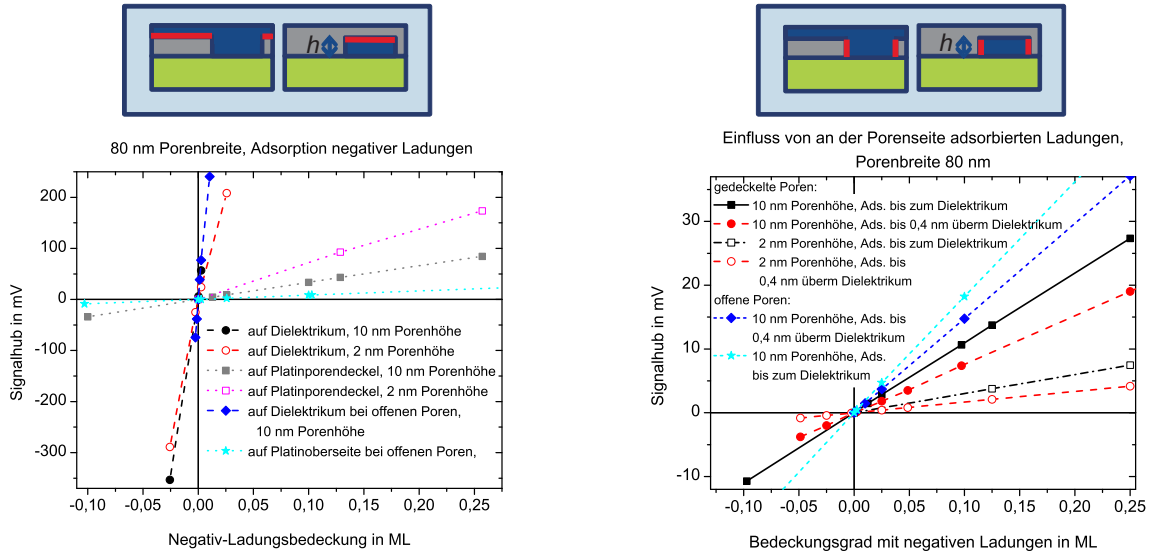 h
80 nm Porenbreite, Adsorption negativer Ladungen
200
100
0
-100
-200
-300
Signalhub in mV
auf Dielektrikum, 10 nm Porenhöhe
auf Dielektrikum, 2 nm Porenhöhe
auf Platinporendeckel, 10 nm Porenhöhe
auf Platinporendeckel, 2 nm Porenhöhe
auf Dielektrikum bei offenen Poren,
10 nm Porenhöhe
auf Platinoberseite bei offenen Poren,
-0,10 -0,05 0,00 0,05 0,10 0,15 0,20 0,25
Negativ-Ladungsbedeckung in ML
h
Einfluss von an der Porenseite adsorbierten Ladungen,
Porenbreite 80 nm
30
20
10
0
-10
Signalhub in mV
gedeckelte Poren:
10 nm Porenhöhe, Ads. bis zum Dielektrikum
10 nm Porenhöhe, Ads. bis 0,4 nm überm Dielektrikum
2 nm Porenhöhe, Ads. bis zum Dielektrikum
2 nm Porenhöhe, Ads. bis
0,4 nm überm Dielektrikum
offene Poren:
10 nm Porenhöhe, Ads. bis
0,4 nm überm Dielektrikum
10 nm Porenhöhe, Ads.
bis zum Dielektrikum
-0,10 -0,05 0,00 0,05 0,10 0,15 0,20 0,25
Bedeckungsgrad mit negativen Ladungen in ML